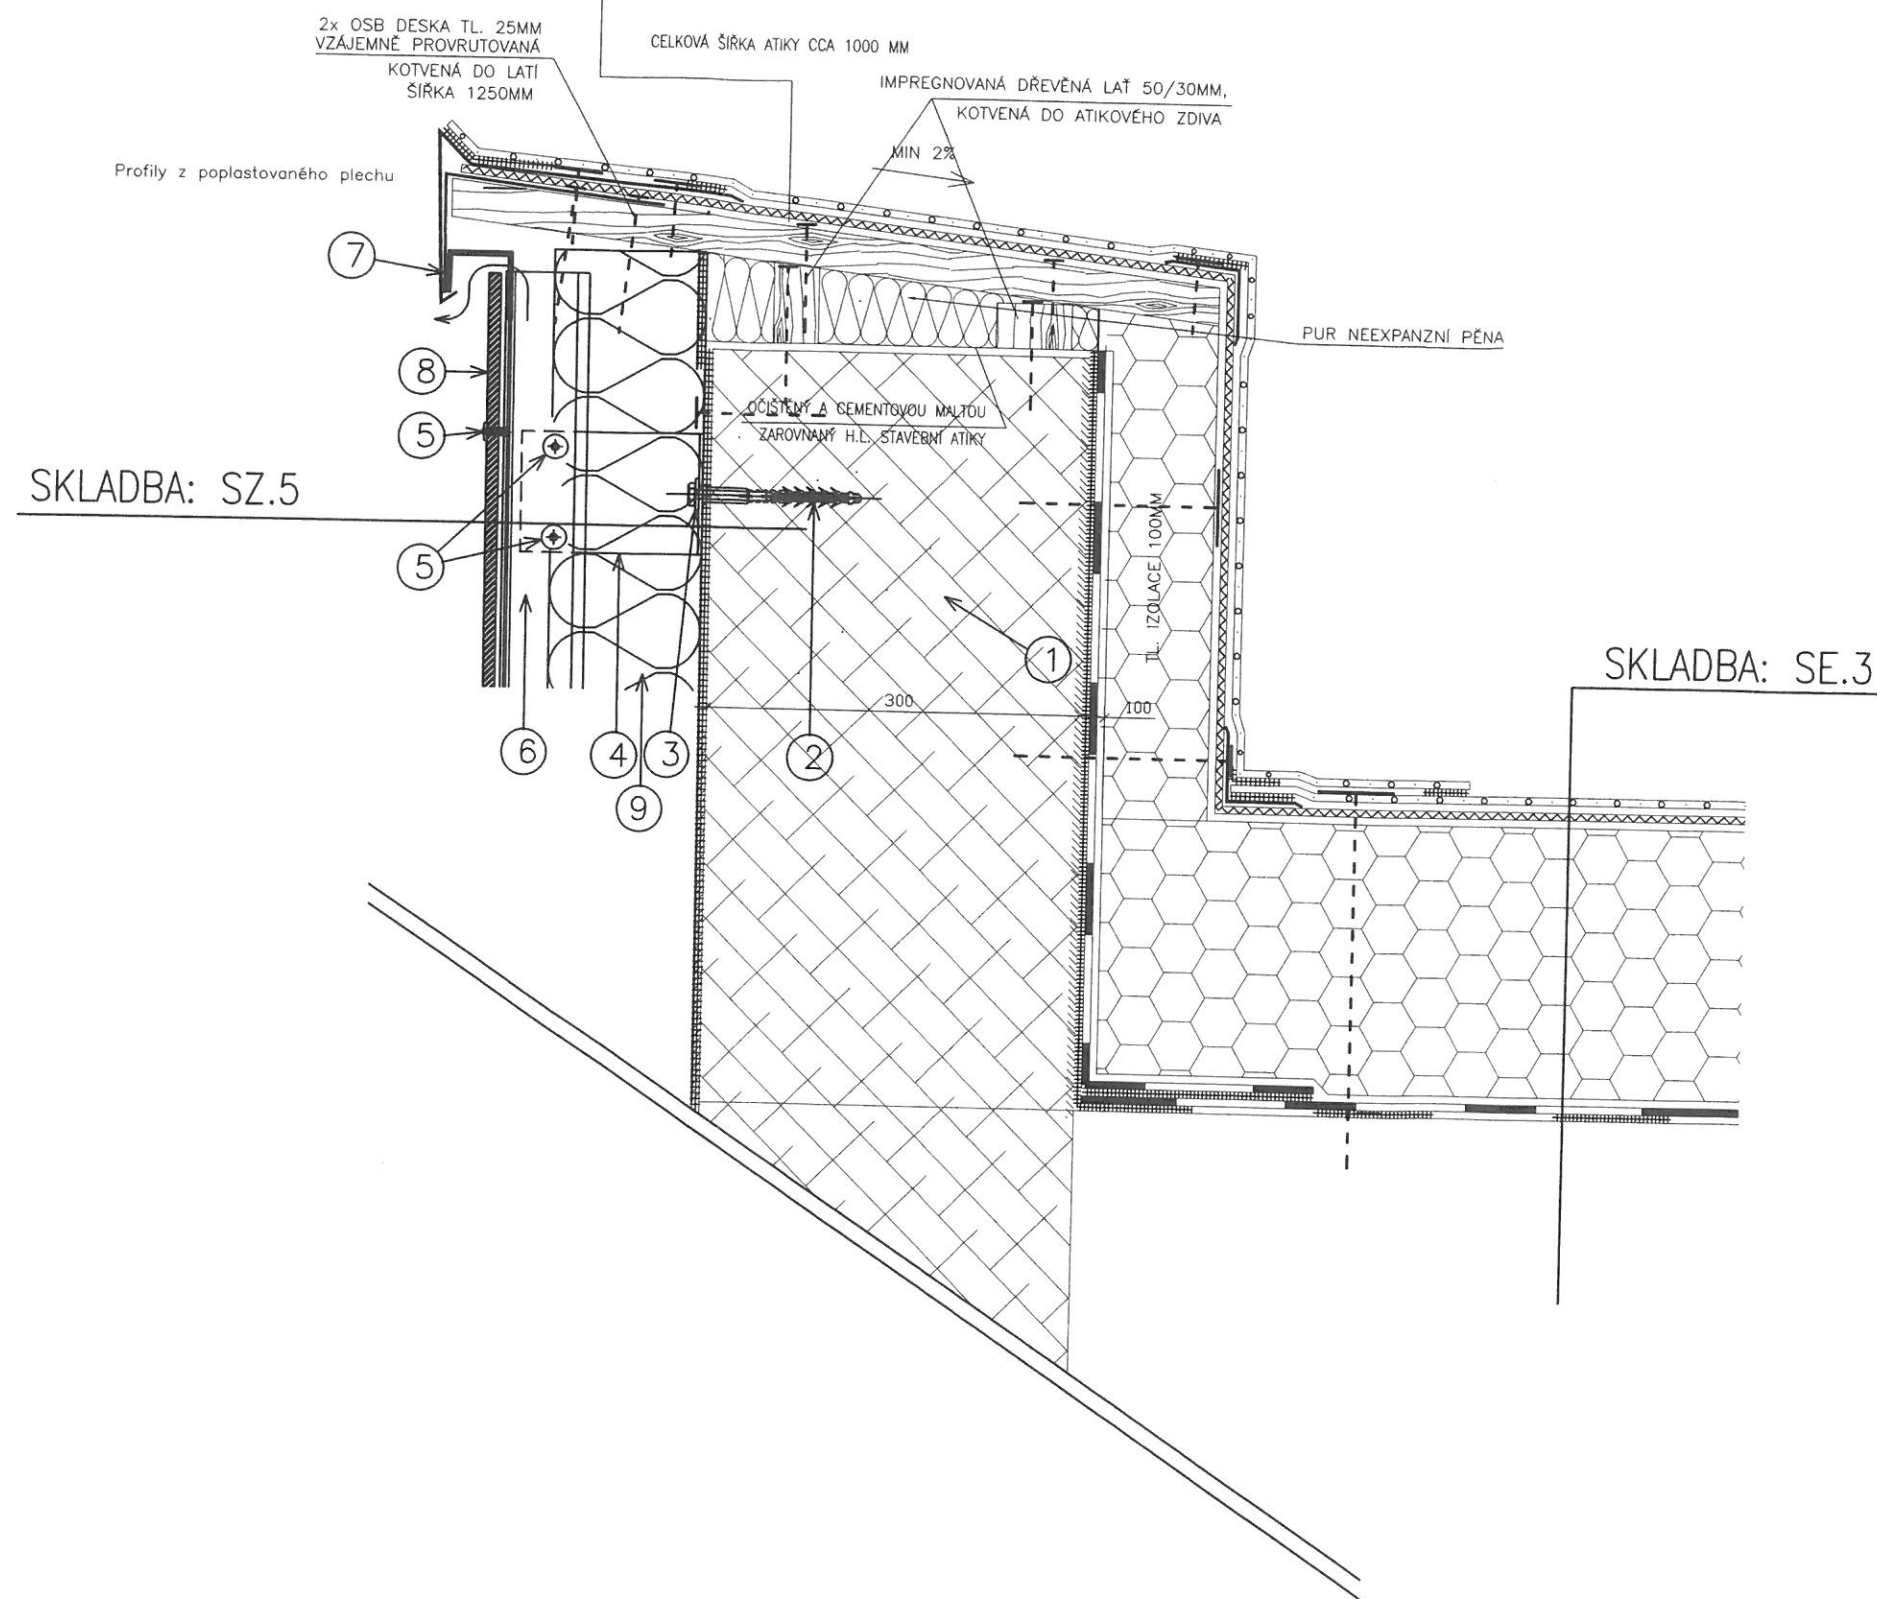 2x OSB DESKA TL. 25MM
VZÁJEMNĚ PROVRUTOVANÁ
KOTVENÁ DO LATÍ
ŠÍŘKA 1250MM
CELKOVÁ ŠÍŘKA ATIKY CCA 1000 MM
IMPREGNOVANÁ DŘEVĚNÁ LAŤ 50/30MM,
KOTVENÁ DO ATIKOVÉHO ZDIVA
MIN 2%
Profily z poplastovaného plechu
7
PUR NEEXPANZNÍ PĚNA
8
OČIŠTĚNÝ A CEMENTOVOU MALTOU
ZAROVNANÝ H.L. STAVEBNÍ ATIKY
5
SKLADBA: SZ.5
5
TL. IZOLACE 100MM
1
SKLADBA: SE.3
300
100
6
4
3
2
9